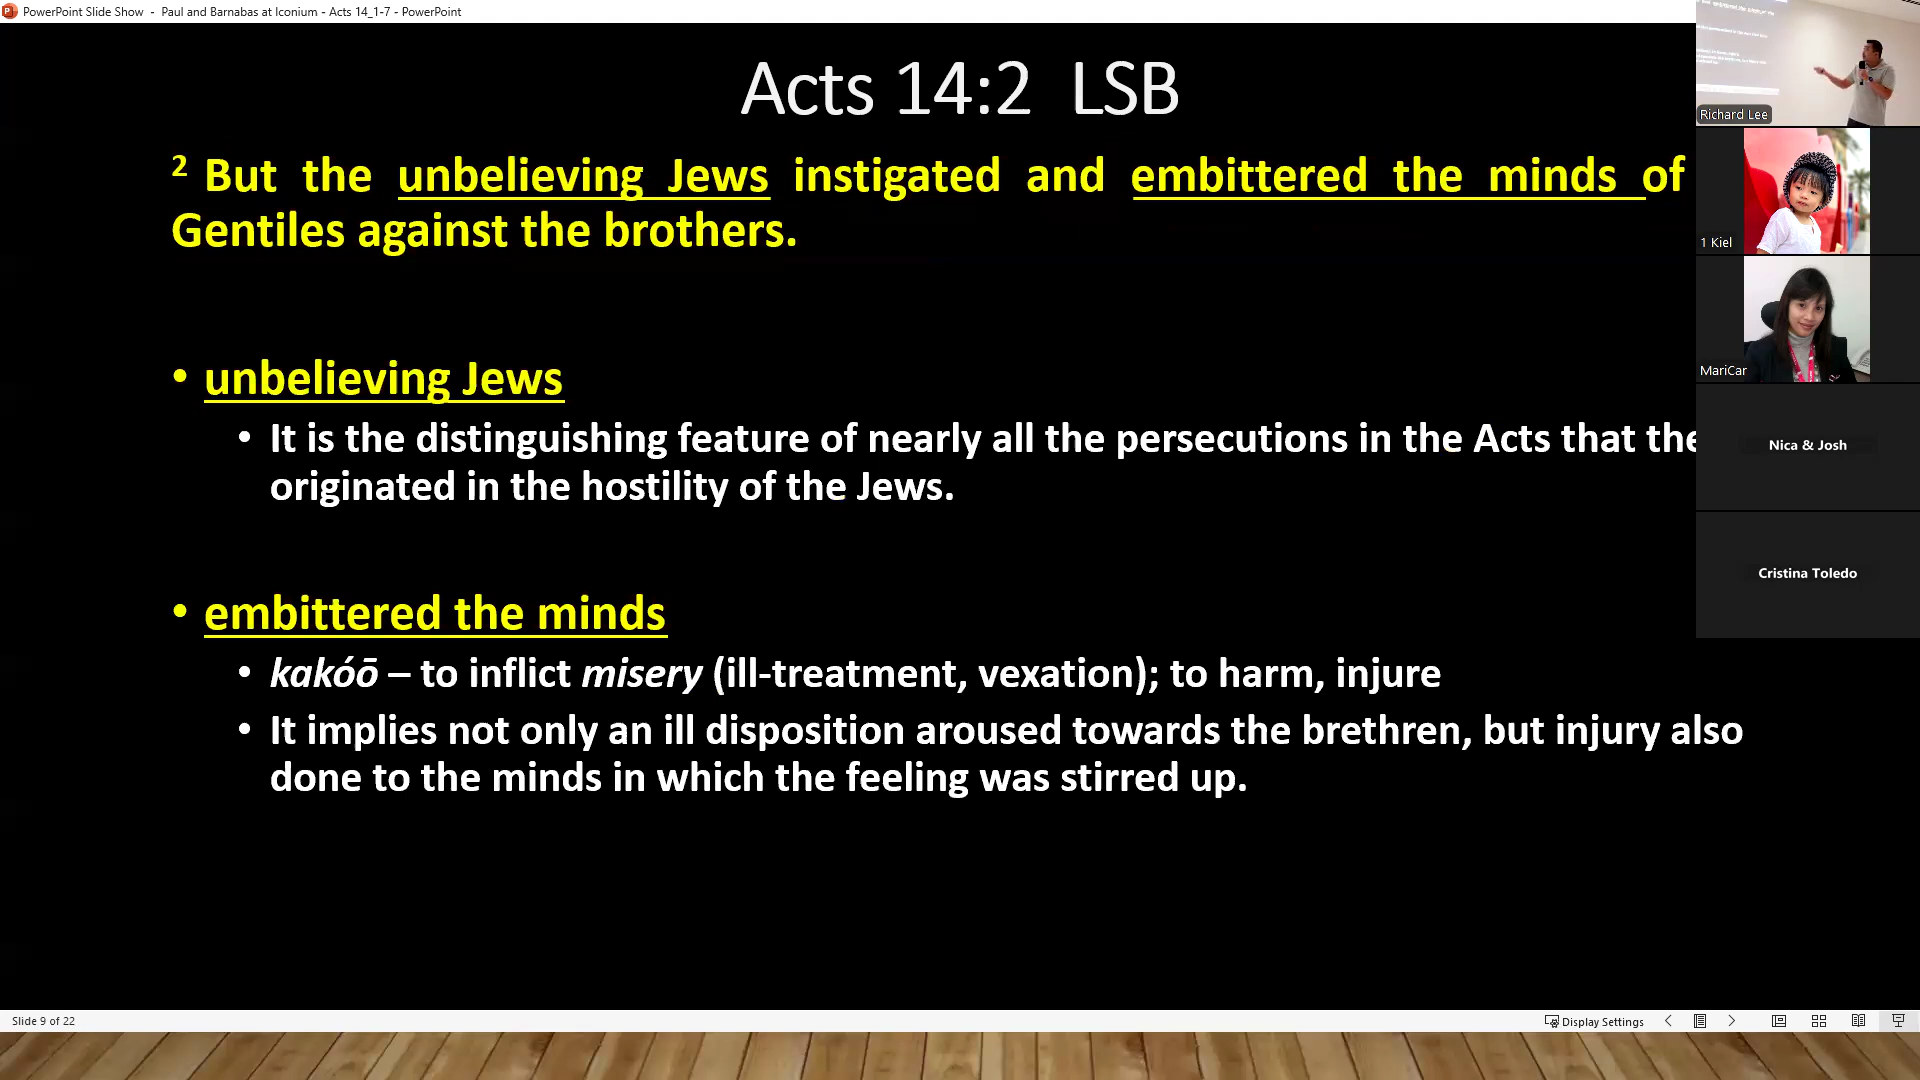 PowerPoint Slide Show - Paul and Barnabas at Iconium - Acts 14_1-7 - PowerPoint
Acts 14:2 LSB
2 But the unbelieving Jews instigated and embittered the minds of
Gentiles against the brothers.
• unbelieving Jews
• It is the distinguishing feature of nearly all the persecutions in the Acts that the
originated in the hostility of the Jews.
• embittered the minds
• kakóō – to inflict misery (ill-treatment, vexation); to harm, injure
• It implies not only an ill disposition aroused towards the brethren, but injury also
done to the minds in which the feeling was stirred up.
Richard Lee
1 Kiel
MariCar
Nica & Josh
Cristina Toledo
Slide 9 of 22
Display Settings